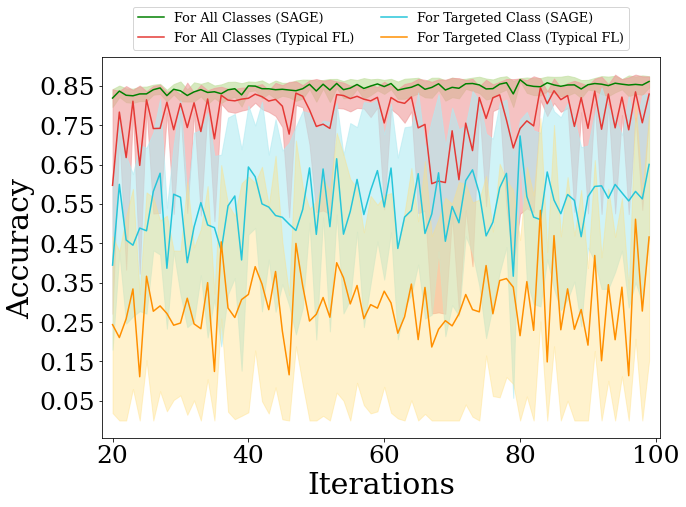 For All Classes (SAGE)
For All Classes (Typical FL)
For Targeted Class (SAGE)
For Targeted Class (Typical FL)
Accuracy
0.85
0.75
0.65
0.55
0.45
0.35
0.25
0.15
0.05
20 40 60 80 100
Iterations